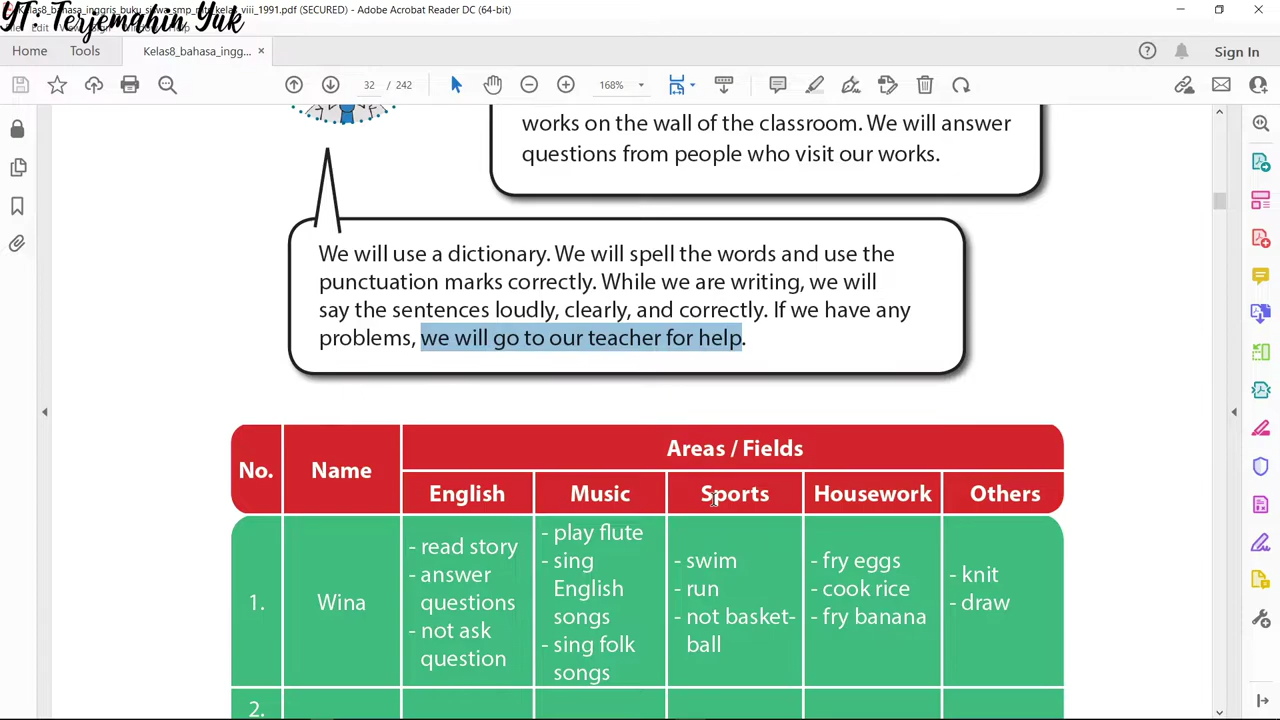 Kelas8_bahasa_inggris_buku_siswa_smp_mts_kelas_viii_1991.pdf (SECURED) - Adobe Acrobat Reader DC (64-bit)
YT: Terjemahin Yuk
Home Tools Kelas8_bahasa_ingg... × Sign In
32 / 242 168%
works on the wall of the classroom. We will answer
questions from people who visit our works.
We will use a dictionary. We will spell the words and use the
punctuation marks correctly. While we are writing, we will
say the sentences loudly, clearly, and correctly. If we have any
problems, we will go to our teacher for help.
No. Name Areas / Fields
English Music Sports Housework Others
1. Wina
- read story
- answer
questions
- not ask
question
- play flute
- sing
English
songs
- sing folk
songs
- swim
- run
- not basket-
ball
- fry eggs
- cook rice
- fry banana
- knit
- draw
2.